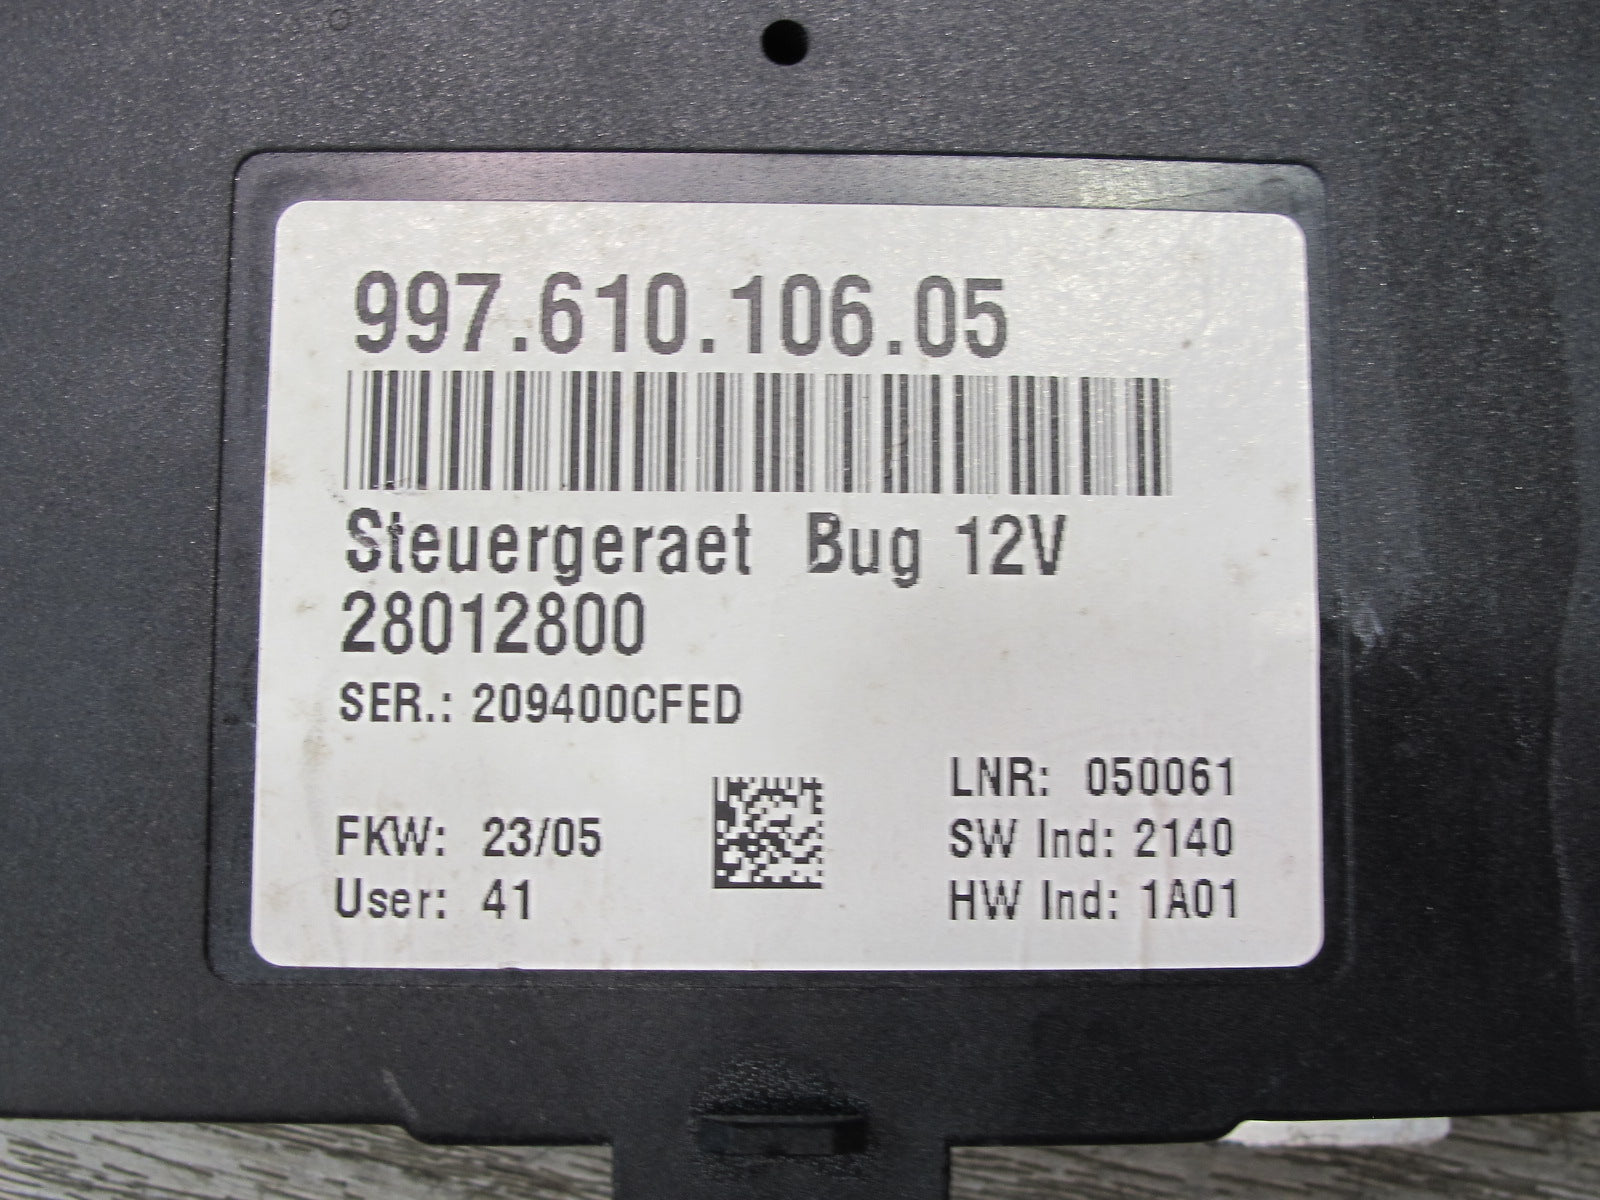 997.610.106.05
Steuergeraet Bug 12V
28012800
SER.: 209400CFED
LNR: 050061
FKW: 23/05
SW Ind: 2140
User: 41
HW Ind: 1A01